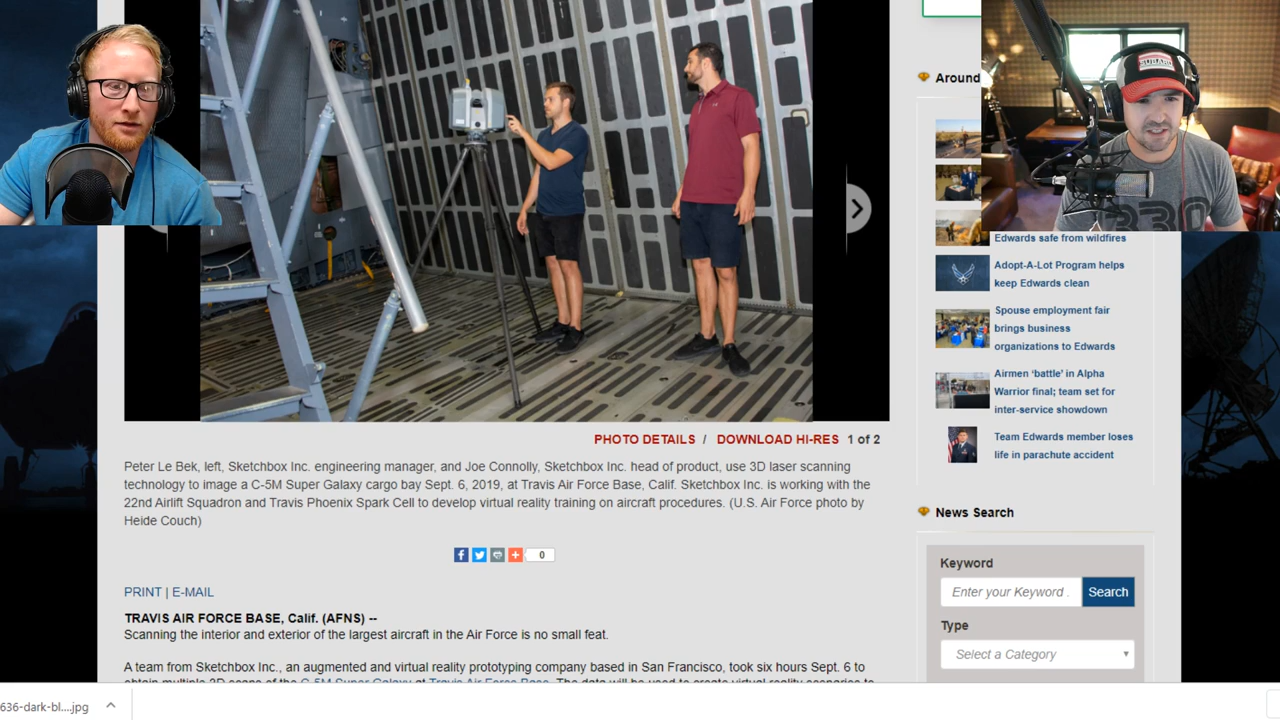 SUBARU
330
Around
Edwards safe from wildfires
Adopt-A-Lot Program helps
keep Edwards clean
Spouse employment fair
brings business
organizations to Edwards
Airmen ‘battle’ in Alpha
Warrior final; team set for
inter-service showdown
Team Edwards member loses
life in parachute accident
PHOTO DETAILS / DOWNLOAD HI-RES 1 of 2
Peter Le Bek, left, Sketchbox Inc. engineering manager, and Joe Connolly, Sketchbox Inc. head of product, use 3D laser scanning
technology to image a C-5M Super Galaxy cargo bay Sept. 6, 2019, at Travis Air Force Base, Calif. Sketchbox Inc. is working with the
22nd Airlift Squadron and Travis Phoenix Spark Cell to develop virtual reality training on aircraft procedures. (U.S. Air Force photo by
Heide Couch)
0
PRINT | E-MAIL
TRAVIS AIR FORCE BASE, Calif. (AFNS) --
Scanning the interior and exterior of the largest aircraft in the Air Force is no small feat.
A team from Sketchbox Inc., an augmented and virtual reality prototyping company based in San Francisco, took six hours Sept. 6 to
obtain multiple 3D scans of the C-5M Super Galaxy at Travis Air Force Base. The data will be used to create virtual reality scenarios to
News Search
Keyword
Enter your Keyword .
Search
Type
Select a Category
636-dark-bl....jpg